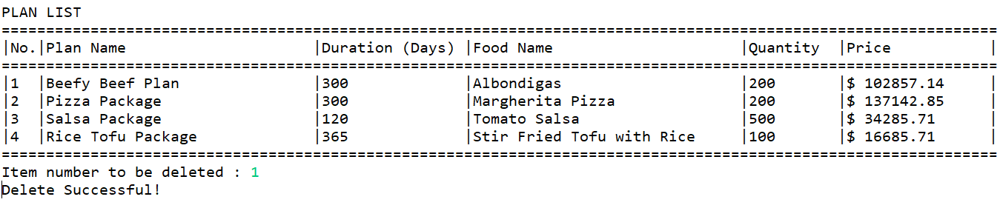 PLAN LIST
================================================================================================================
|No.|Plan Name                     |Duration (Days) |Food Name                     |Quantity  |Price           |
================================================================================================================
|1  |Beefy Beef Plan               |300             |Albondigas                    |200       |$ 102857.14     |
|2  |Pizza Package                 |300             |Margherita Pizza              |200       |$ 137142.85     |
|3  |Salsa Package                 |120             |Tomato Salsa                  |500       |$ 34285.71      |
|4  |Rice Tofu Package             |365             |Stir Fried Tofu with Rice     |100       |$ 16685.71      |
================================================================================================================
Item number to be deleted : 1
Delete Successful!